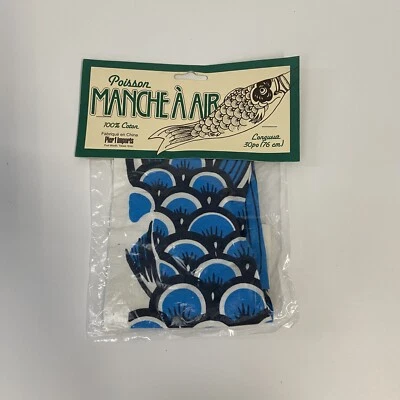 Poisson
MANCHE À AIR
100% Coton
Fabriqué en Chine
Pier 1 Imports
Longueur
30po (76 cm)